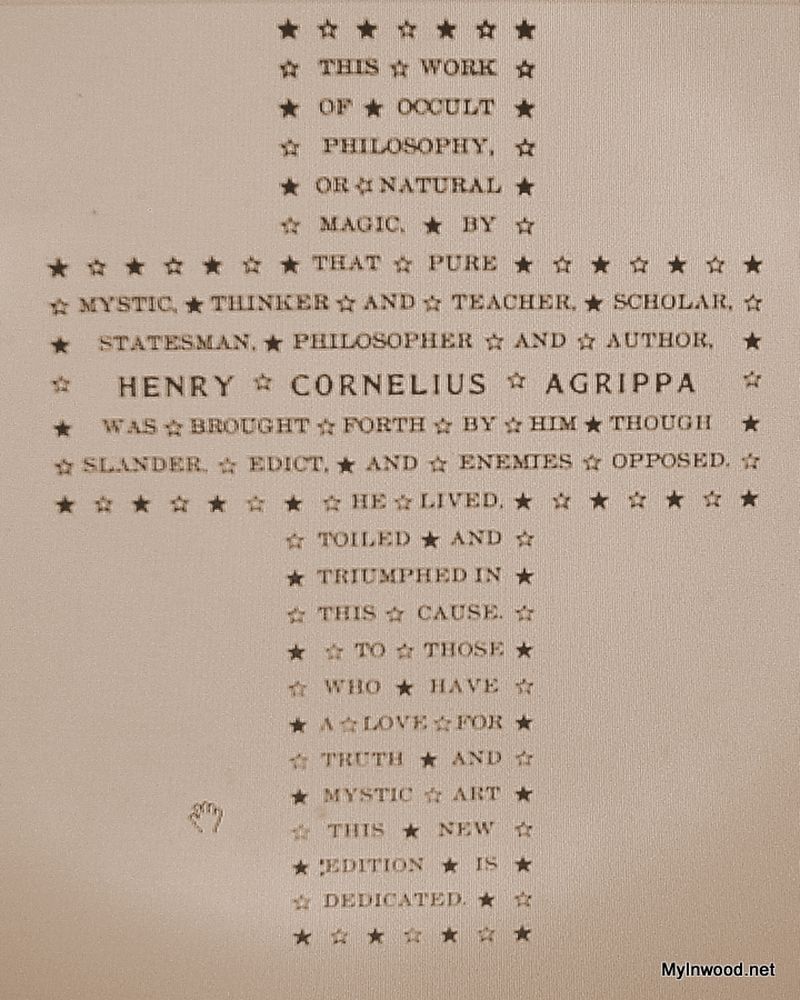 ★ ☆ ★ ☆ ★ ☆ ★
☆ THIS ☆ WORK ☆
★ OF ★ OCCULT ★
☆ PHILOSOPHY, ☆
★ OR ☆ NATURAL ★
☆ MAGIC, ★ BY ☆
★ ☆ ★ ☆ ★ ☆ ★ THAT ☆ PURE ★ ☆ ★ ☆ ★ ☆ ★
☆ MYSTIC, ★ THINKER ☆ AND ☆ TEACHER, ★ SCHOLAR, ☆
★ STATESMAN, ★ PHILOSOPHER ☆ AND ☆ AUTHOR, ★
☆ HENRY ☆ CORNELIUS ☆ AGRIPPA ☆
★ WAS ☆ BROUGHT ☆ FORTH ☆ BY ☆ HIM ★ THOUGH ★
☆ SLANDER, ☆ EDICT, ★ AND ☆ ENEMIES ☆ OPPOSED. ☆
★ ☆ ★ ☆ ★ ☆ ★ ☆ HE ☆ LIVED, ★ ☆ ★ ☆ ★ ☆ ★
☆ TOILED ★ AND ☆
★ TRIUMPHED IN ★
☆ THIS ☆ CAUSE. ☆
★ ☆ TO ☆ THOSE ★
☆ WHO ★ HAVE ☆
★ A ☆ LOVE ☆ FOR ★
☆ TRUTH ★ AND ☆
★ MYSTIC ☆ ART ★
☆ THIS ★ NEW ☆
★ EDITION ★ IS ★
☆ DEDICATED. ★ ☆
★ ☆ ★ ☆ ★ ☆ ★
MyInwood.net